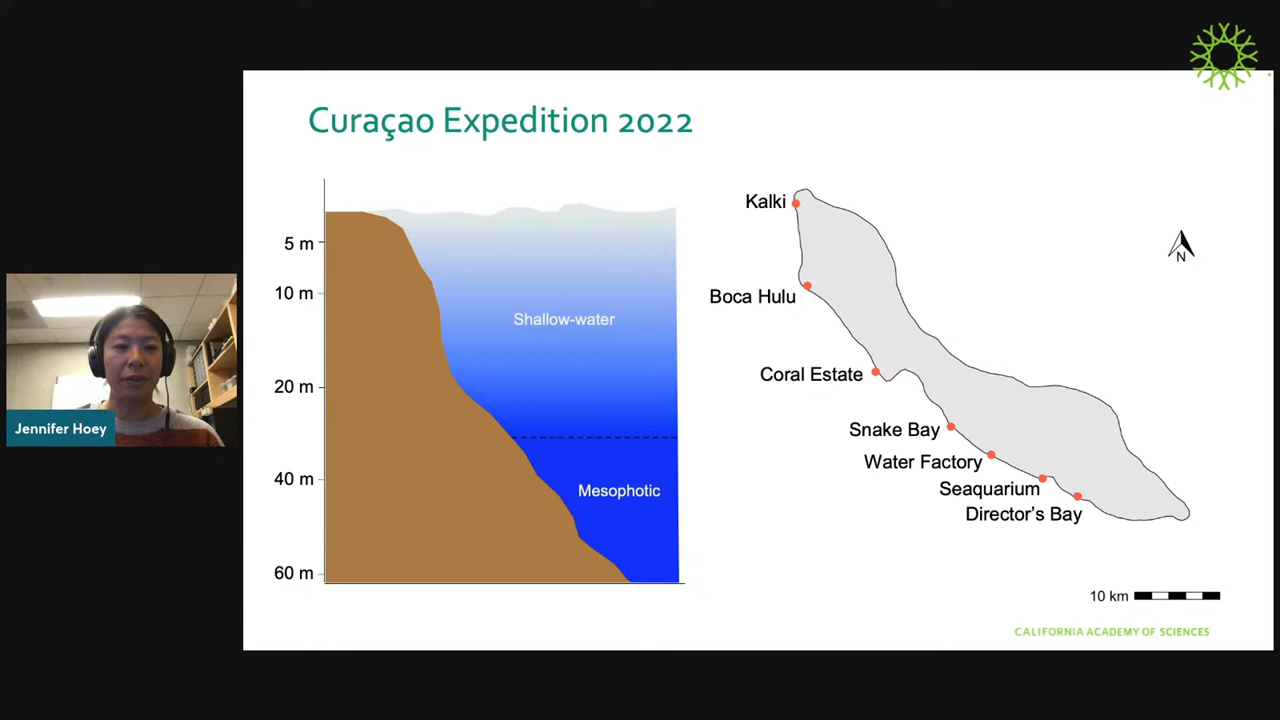 Curaçao Expedition 2022
5 m
10 m
20 m
40 m
60 m
Shallow-water
Mesophotic
Kalki
Boca Hulu
Coral Estate
Snake Bay
Water Factory
Seaquarium
Director's Bay
N
10 km
CALIFORNIA ACADEMY OF SCIENCES
Jennifer Hoey